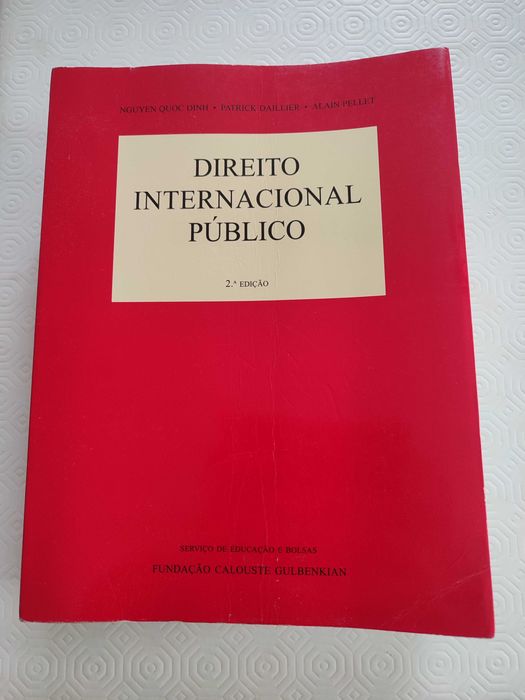 NGUYEN QUOC DINH • PATRICK DAILLIER • ALAIN PELLET
DIREITO
INTERNACIONAL
PÚBLICO
2.ª EDIÇÃO
SERVIÇO DE EDUCAÇÃO E BOLSAS
FUNDAÇÃO CALOUSTE GULBENKIAN